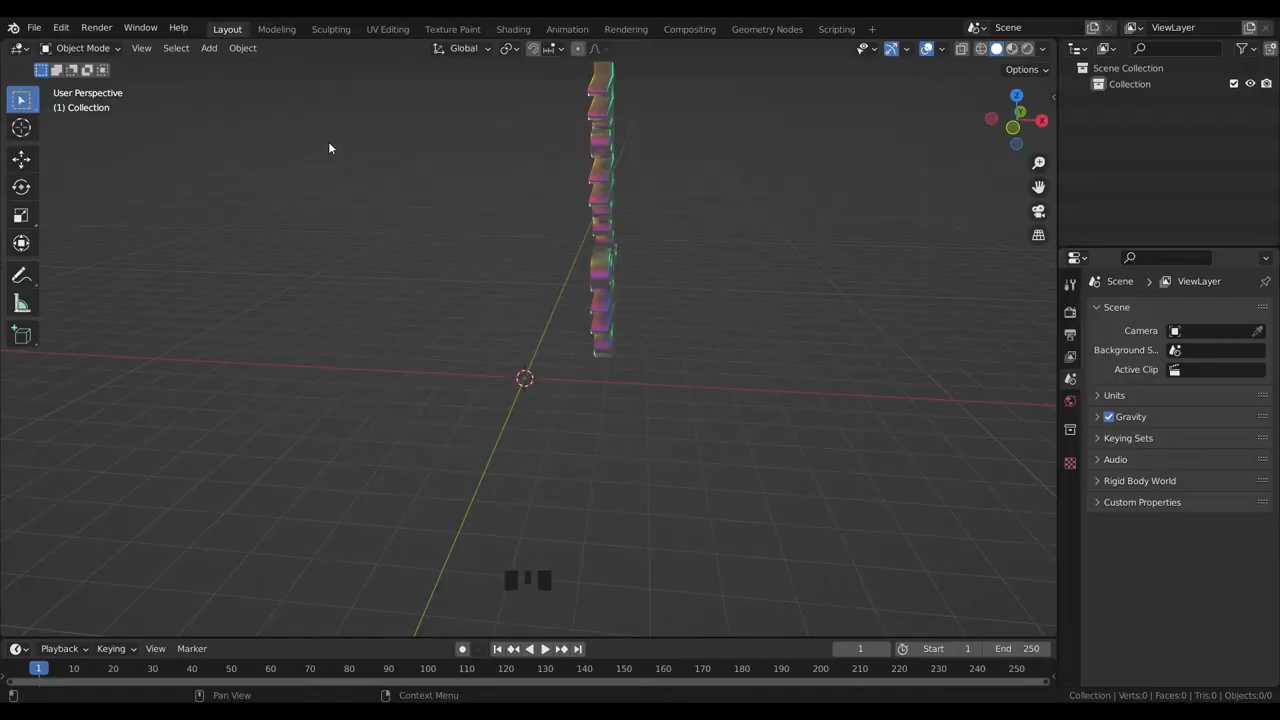 File Edit Render Window Help Layout Modeling Sculpting UV Editing Texture Paint Shading Animation Rendering Compositing Geometry Nodes Scripting + Scene ViewLayer
Object Mode View Select Add Object Global
Options
User Perspective
(1) Collection
Z
Y
X
Scene Collection
Collection
Scene ViewLayer
Scene
Camera
Background S...
Active Clip
Units
Gravity
Keying Sets
Audio
Rigid Body World
Custom Properties
Playback Keying View Marker 1 Start 1 End 250
1 10 20 30 40 50 60 70 80 90 100 110 120 130 140 150 160 170 180 190 200 210 220 230 240 250
Pan View Context Menu Collection | Verts:0 | Faces:0 | Tris:0 | Objects:0/0